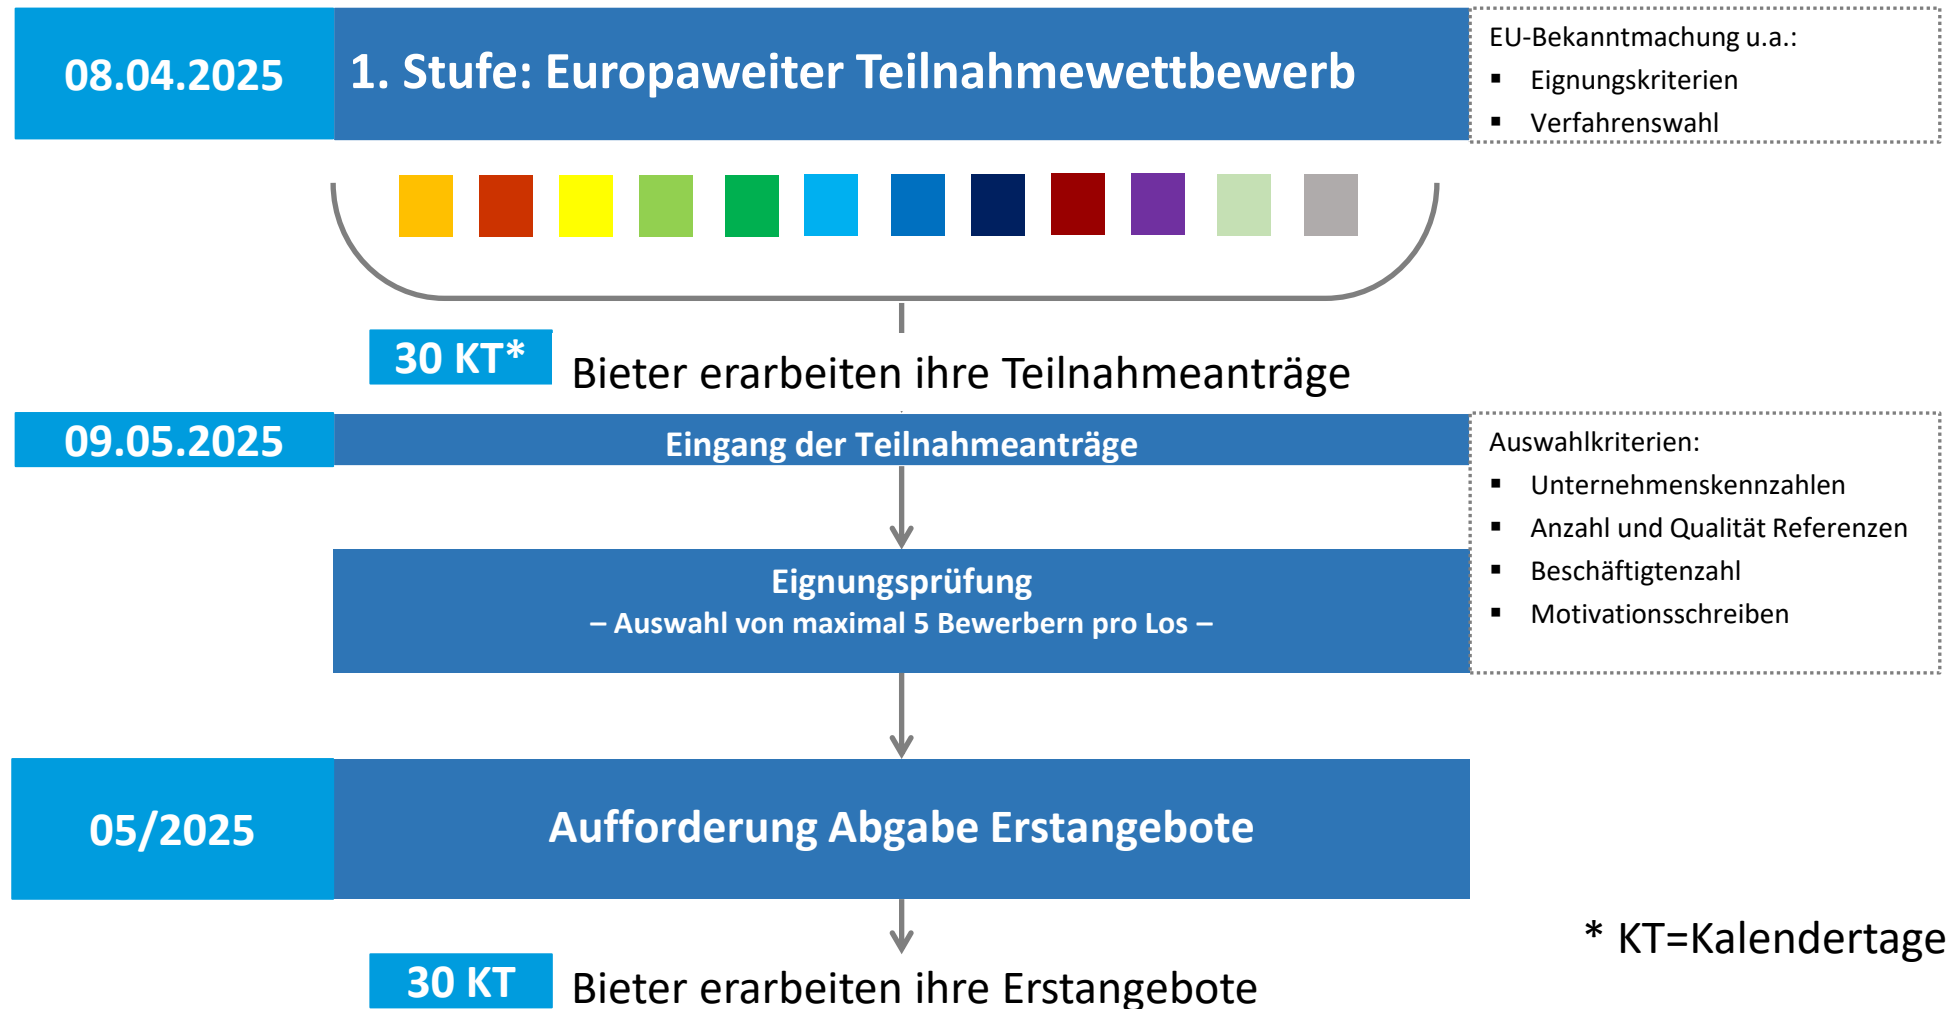 08.04.2025
1. Stufe: Europaweiter Teilnahmewettbewerb
EU-Bekanntmachung u.a.:
▪ Eignungskriterien
▪ Verfahrenswahl
30 KT*
Bieter erarbeiten ihre Teilnahmeanträge
09.05.2025
Eingang der Teilnahmeanträge
Auswahlkriterien:
▪ Unternehmenskennzahlen
▪ Anzahl und Qualität Referenzen
▪ Beschäftigtenzahl
▪ Motivationsschreiben
Eignungsprüfung
– Auswahl von maximal 5 Bewerbern pro Los –
05/2025
Aufforderung Abgabe Erstangebote
* KT=Kalendertage
30 KT
Bieter erarbeiten ihre Erstangebote